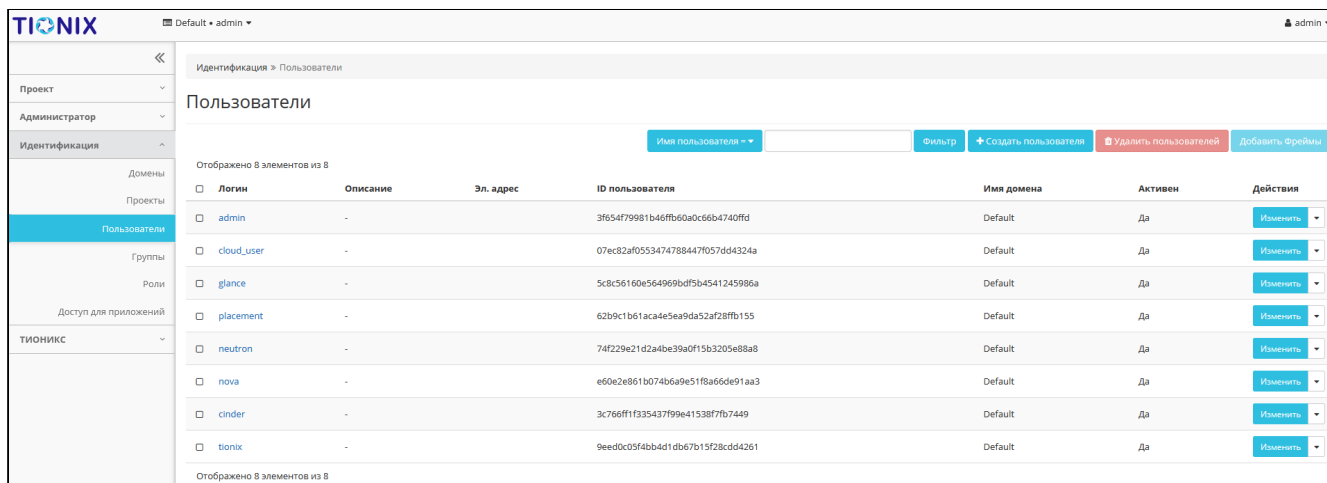 TIONIX
Default • admin
admin
Идентификация » Пользователи
Проект
Администратор
Идентификация
Домены
Проекты
Пользователи
Группы
Роли
Доступ для приложений
ТИОНИКС
Пользователи
Имя пользователя = Фильтр +Создать пользователя Удалить пользователей Добавить Фреймы
Отображено 8 элементов из 8
Логин Описание Эл. адрес ID пользователя Имя домена Активен Действия
admin - 3f654f79981b46ffb60a0c66b4740ffd Default Да Изменить
cloud_user - 07ec82af0553474788447f057dd4324a Default Да Изменить
glance - 5c8c56160e564969bdf5b4541245986a Default Да Изменить
placement - 62b9c1b61aca4e5ea9da52af28ffb155 Default Да Изменить
neutron - 74f229e21d2a4be39a0f15b3205e88a8 Default Да Изменить
nova - e60e2e861b074b6a9e51f8a66de91aa3 Default Да Изменить
cinder - 3c766ff1f335437f99e41538f7fb7449 Default Да Изменить
tionix - 9eed0c05f4bb4d1db67b15f28cdd4261 Default Да Изменить
Отображено 8 элементов из 8